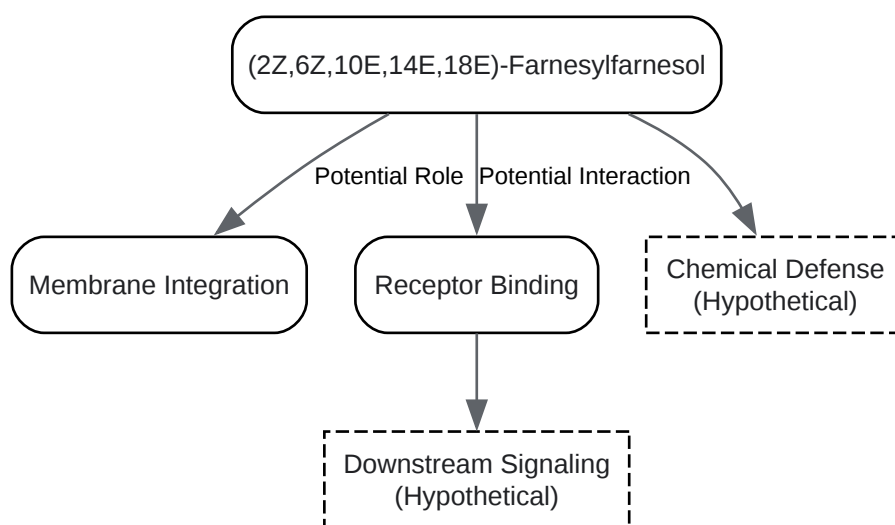 (2Z,6Z,10E,14E,18E)-Farnesylfarnesol
Potential Role
Potential Interaction
Membrane Integration
Receptor Binding
Chemical Defense
(Hypothetical)
Downstream Signaling
(Hypothetical)